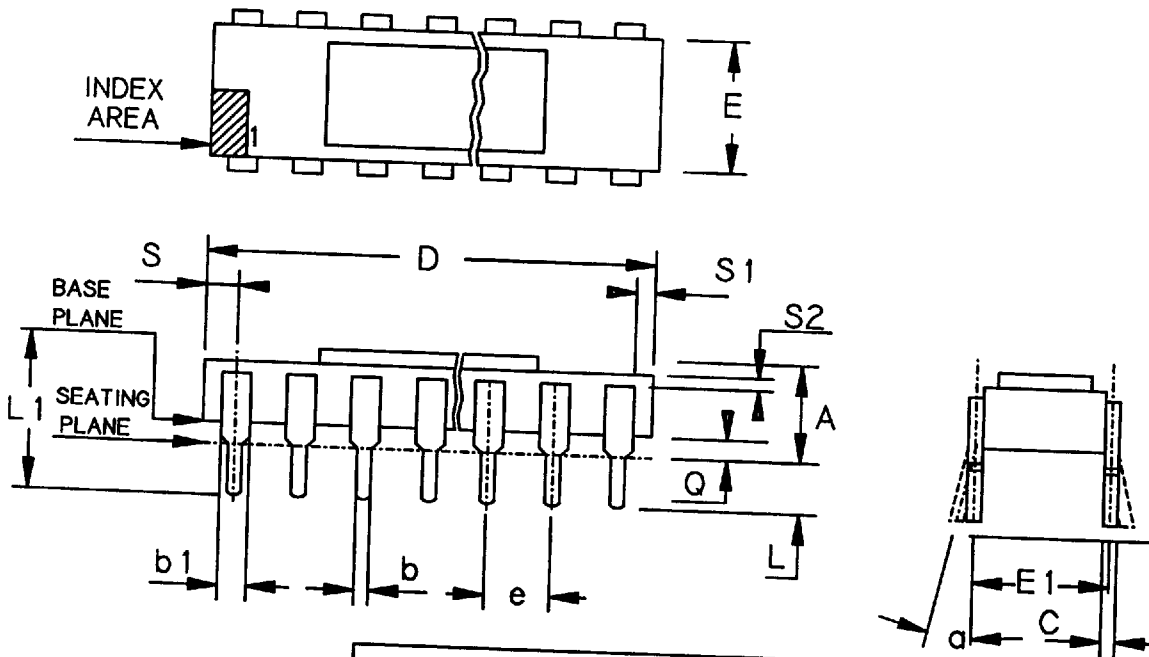 INDEX
AREA
1
E
S
D
S1
BASE
PLANE
S2
L1
SEATING
PLANE
A
Q
L
b1
b
e
E1
a
C